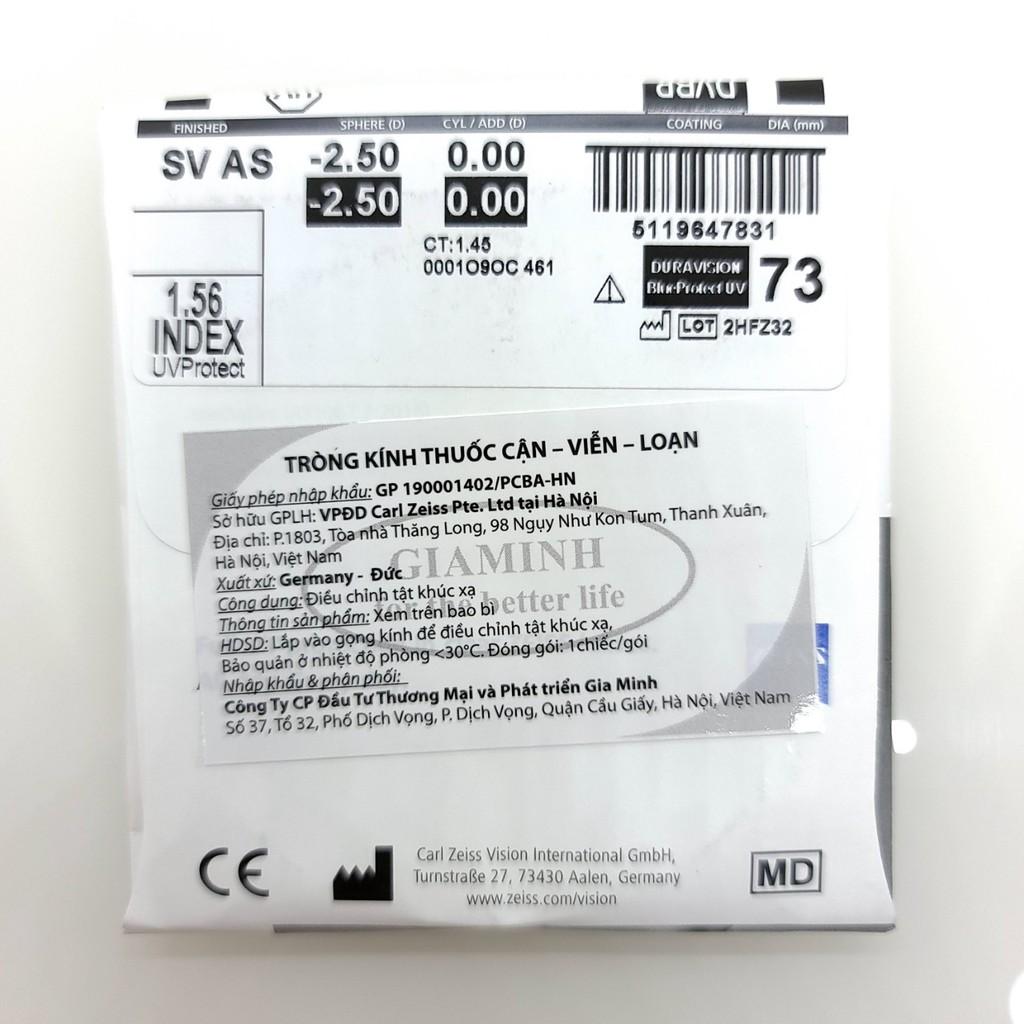 FINISHED SPHERE (D) CYL / ADD (D) COATING DIA (mm)
SV AS -2.50 0.00
-2.50 0.00
5119647831
CT:1.45
0001O9OC 461
DURAVISION
BlueProtect UV
73
LOT 2HFZ32
1.56
INDEX
UVProtect
TRÒNG KÍNH THUỐC CẬN – VIỄN – LOẠN
Giấy phép nhập khẩu: GP 190001402/PCBA-HN
Sở hữu GPLH: VPĐD Carl Zeiss Pte. Ltd tại Hà Nội
Địa chỉ: P.1803, Tòa nhà Thăng Long, 98 Ngụy Như Kon Tum, Thanh Xuân,
Hà Nội, Việt Nam
Xuất xứ: Germany - Đức
Công dụng: Điều chỉnh tật khúc xạ
Thông tin sản phẩm: Xem trên bao bì
HDSD: Lắp vào gọng kính để điều chỉnh tật khúc xạ,
Bảo quản ở nhiệt độ phòng <30°C. Đóng gói: 1chiếc/gói
Nhập khẩu & phân phối:
Công Ty CP Đầu Tư Thương Mại và Phát triển Gia Minh
Số 37, Tổ 32, Phố Dịch Vọng, P. Dịch Vọng, Quận Cầu Giấy, Hà Nội, Việt Nam
GIAMINH
for the better life
CE
Carl Zeiss Vision International GmbH,
Turnstraße 27, 73430 Aalen, Germany
www.zeiss.com/vision
MD